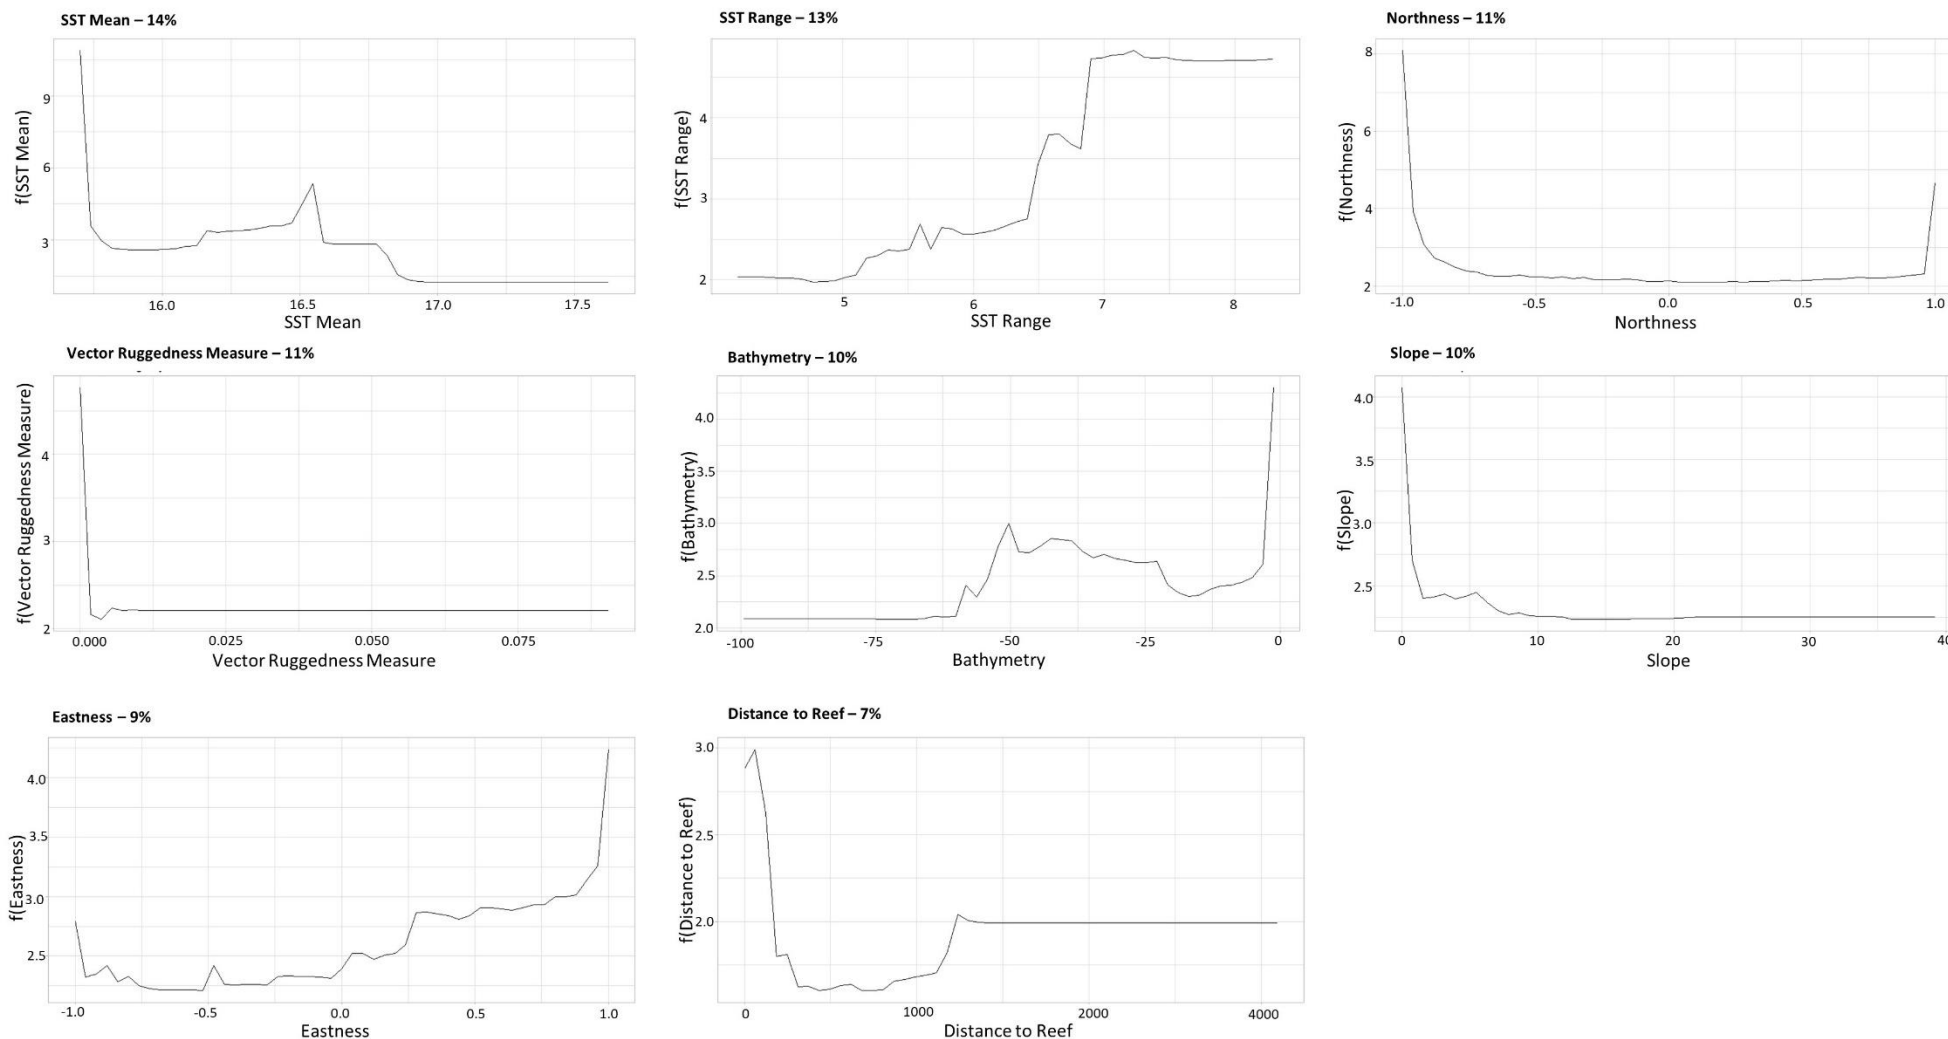 SST Mean – 14%
f(SST Mean)
9
6
3
16.0 16.5 17.0 17.5
SST Mean
SST Range – 13%
f(SST Range)
4
3
2
5 6 7 8
SST Range
Northness – 11%
f(Northness)
8
6
4
2
-1.0 -0.5 0.0 0.5 1.0
Northness
Vector Ruggedness Measure – 11%
f(Vector Ruggedness Measure)
4
3
2
0.000 0.025 0.050 0.075
Vector Ruggedness Measure
Bathymetry – 10%
f(Bathymetry)
4.0
3.5
3.0
2.5
2.0
-100 -75 -50 -25 0
Bathymetry
Slope – 10%
f(Slope)
4.0
3.5
3.0
2.5
0 10 20 30 40
Slope
Eastness – 9%
f(Eastness)
4.0
3.5
3.0
2.5
-1.0 -0.5 0.0 0.5 1.0
Eastness
Distance to Reef – 7%
f(Distance to Reef)
3.0
2.5
2.0
0 1000 2000 4000
Distance to Reef